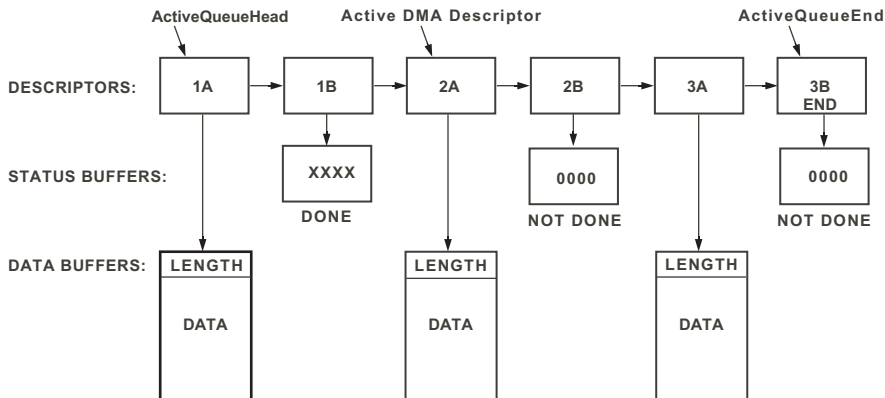 ActiveQueueHead
Active DMA Descriptor
ActiveQueueEnd
DESCRIPTORS:
1A
1B
2A
2B
3A
3B
END
STATUS BUFFERS:
XXXX
0000
0000
DONE
NOT DONE
NOT DONE
DATA BUFFERS:
LENGTH
LENGTH
LENGTH
DATA
DATA
DATA